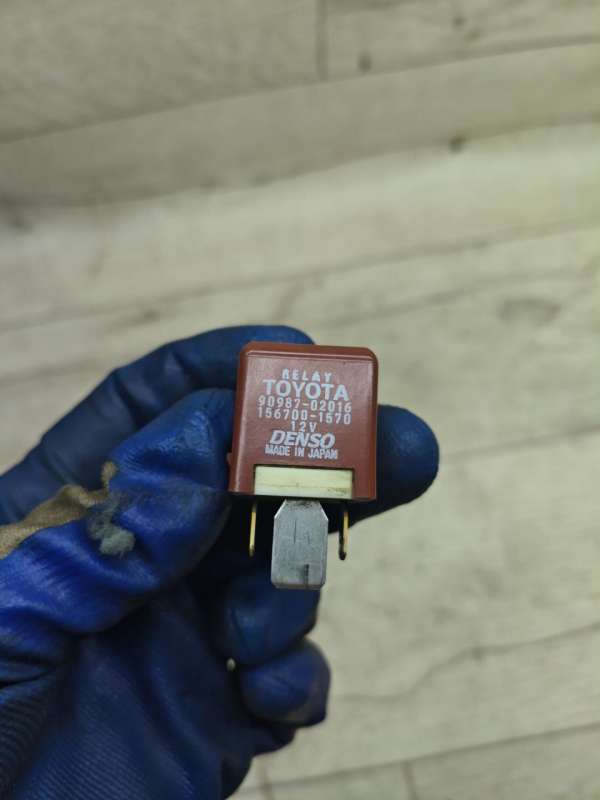 RELAY
TOYOTA
90987-02016
156700-1570
12V
DENSO
MADE IN JAPAN